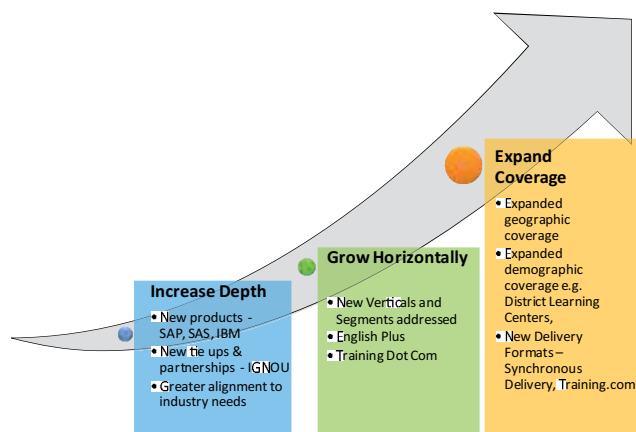 Increase Depth
• New products -
SAP, SAS, IBM
• New tie ups &
partnerships - IGNOU
• Greater alignment to
industry needs
Grow Horizontally
• New Verticals and
Segments addressed
• English Plus
• Training Dot Com
Expand
Coverage
• Expanded
geographic
coverage
• Expanded
demographic
coverage e.g.
District Learning
Centers,
• New Delivery
Formats –
Synchronous
Delivery, Training.com